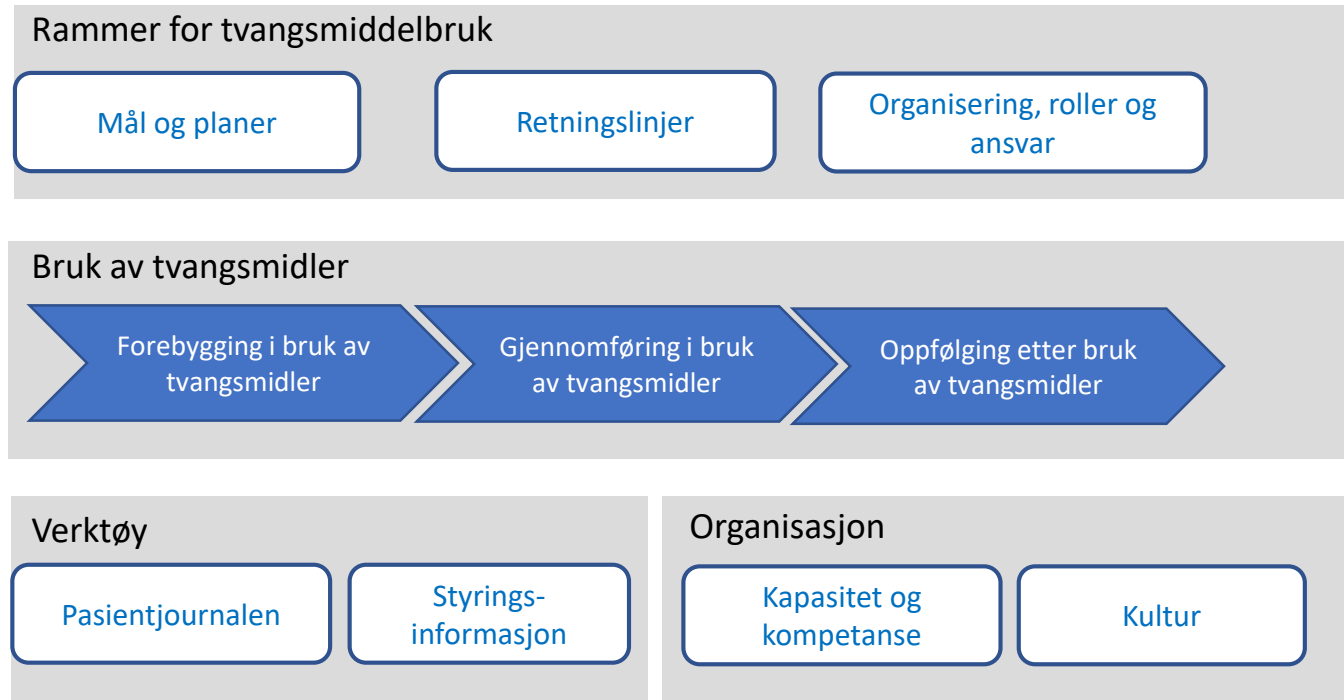 Rammer for tvangsmiddelbruk
Mål og planer
Retningslinjer
Organisering, roller og
ansvar
Bruk av tvangsmidler
Forebygging i bruk av
tvangsmidler
Gjennomføring i bruk
av tvangsmidler
Oppfølging etter bruk
av tvangsmidler
Verktøy
Pasientjournalen
Styrings-
informasjon
Organisasjon
Kapasitet og
kompetanse
Kultur